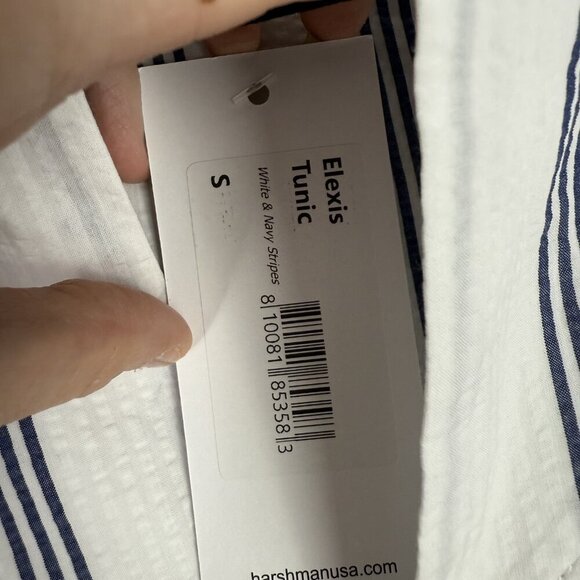 Elexis
Tunic
White & Navy Stripes
S
8 10081 85358 3
harshmanusa.com